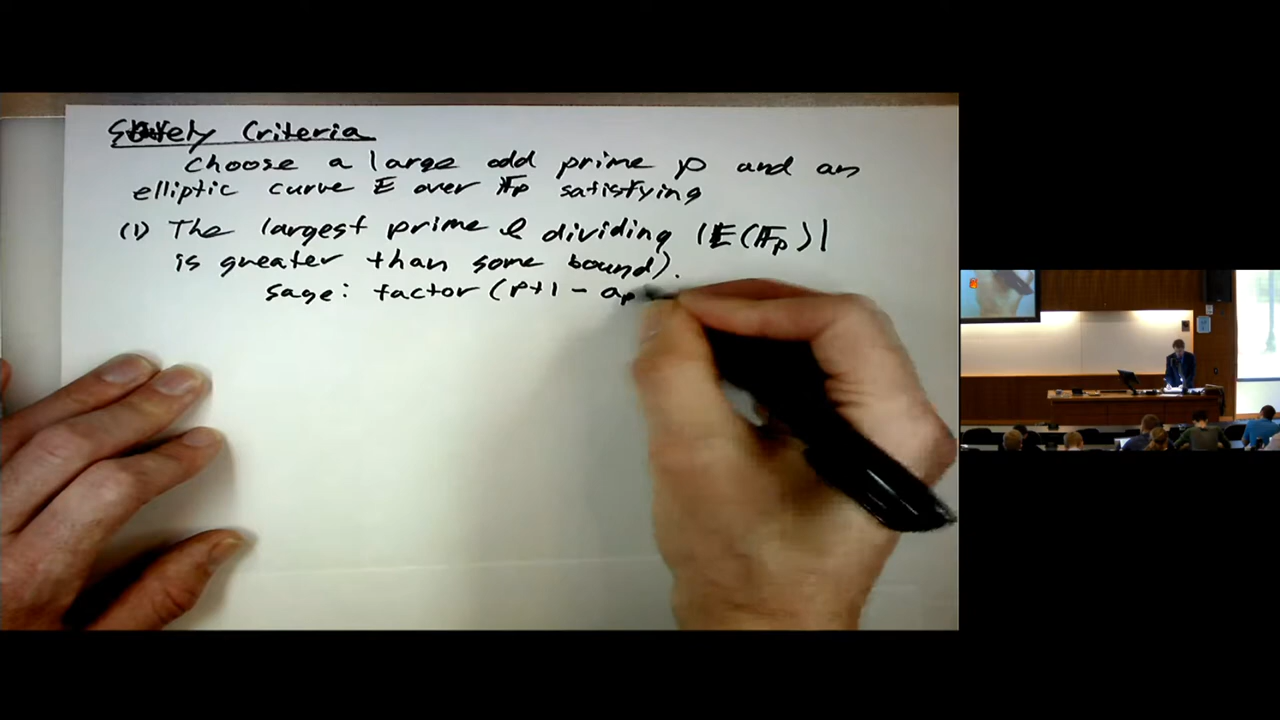 Safety Criteria
Choose a large odd prime p and an
elliptic curve E over 𝔽p satisfying
(1) The largest prime ℓ dividing |E(𝔽p)|
is greater than some bound).
sage: factor (p+1 - ap